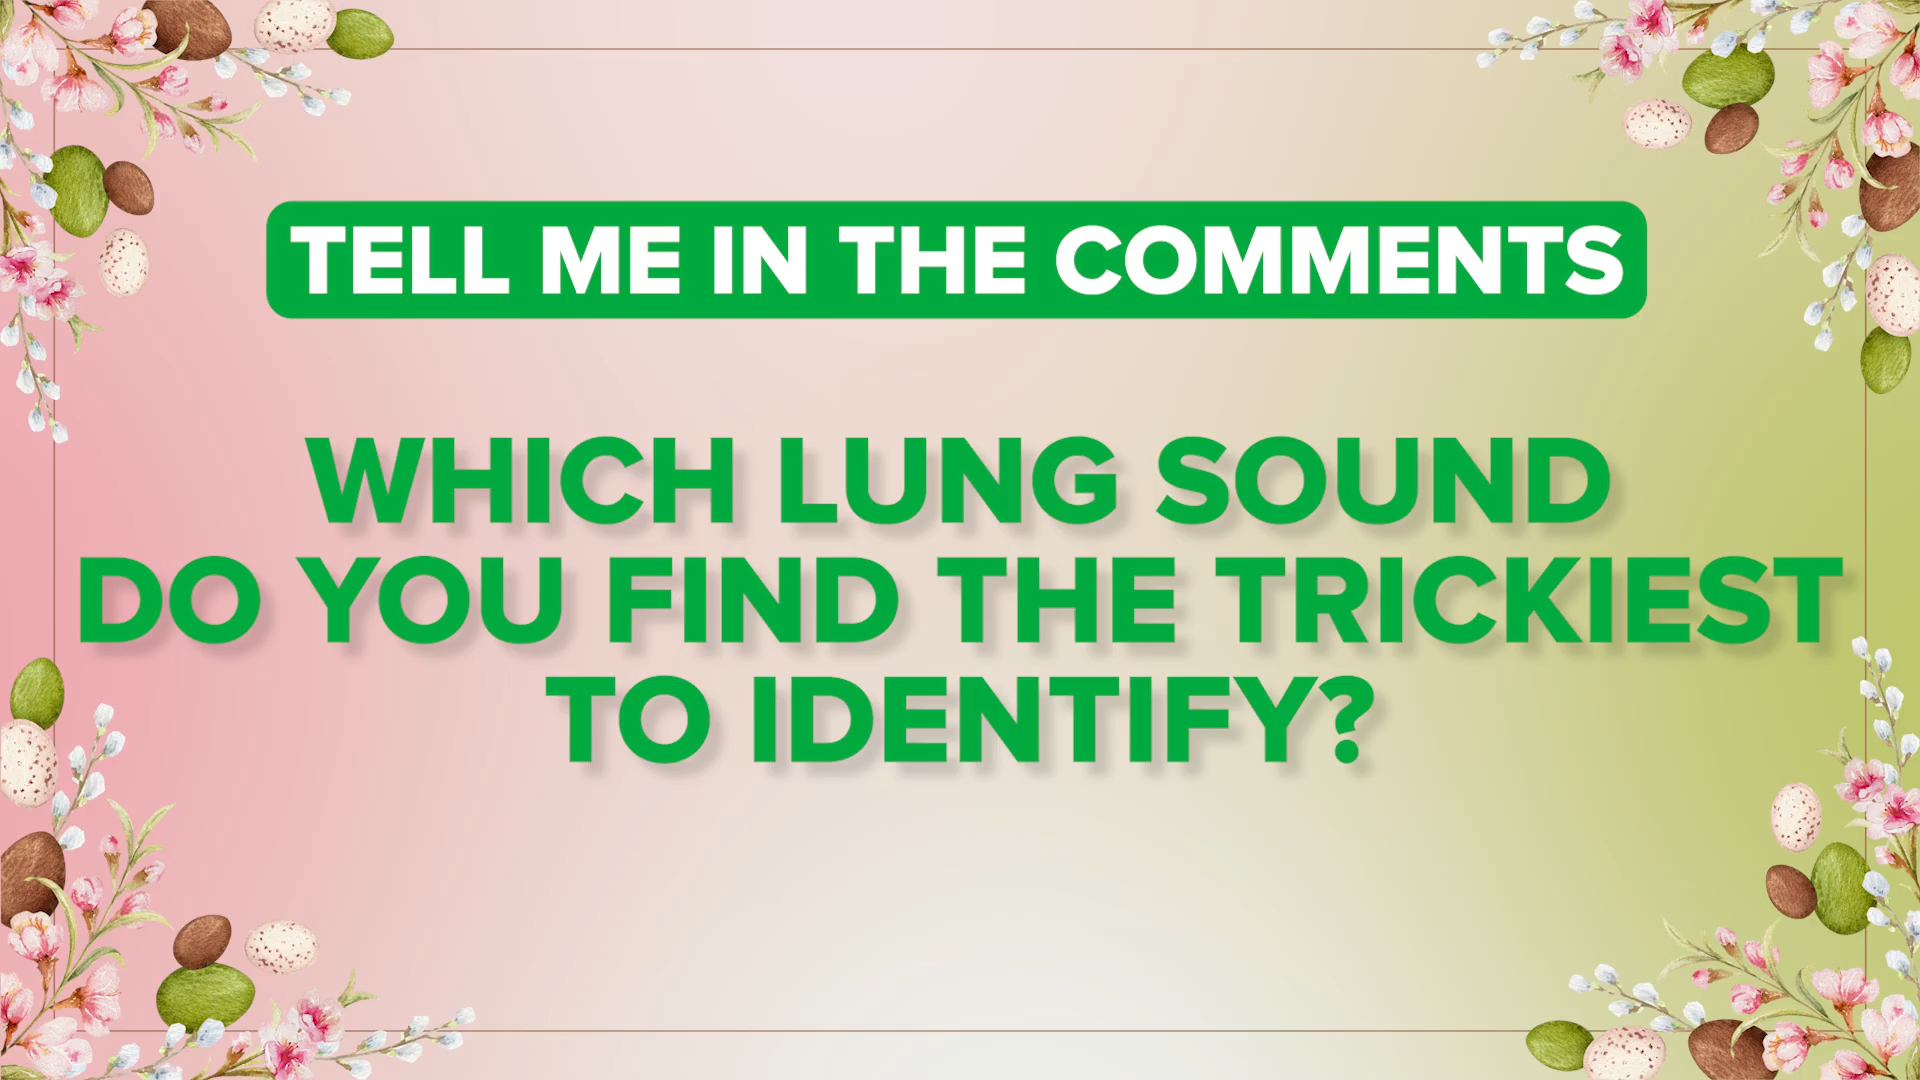 TELL ME IN THE COMMENTS
WHICH LUNG SOUND
DO YOU FIND THE TRICKIEST
TO IDENTIFY?